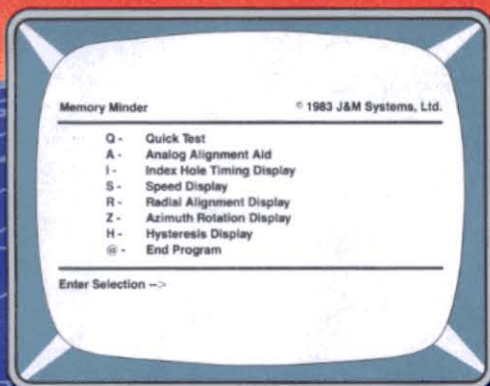 Memory Minder © 1983 J&M Systems, Ltd.
Q - Quick Test
A - Analog Alignment Aid
I - Index Hole Timing Display
S - Speed Display
R - Radial Alignment Display
Z - Azimuth Rotation Display
H - Hysteresis Display
@ - End Program
Enter Selection -->